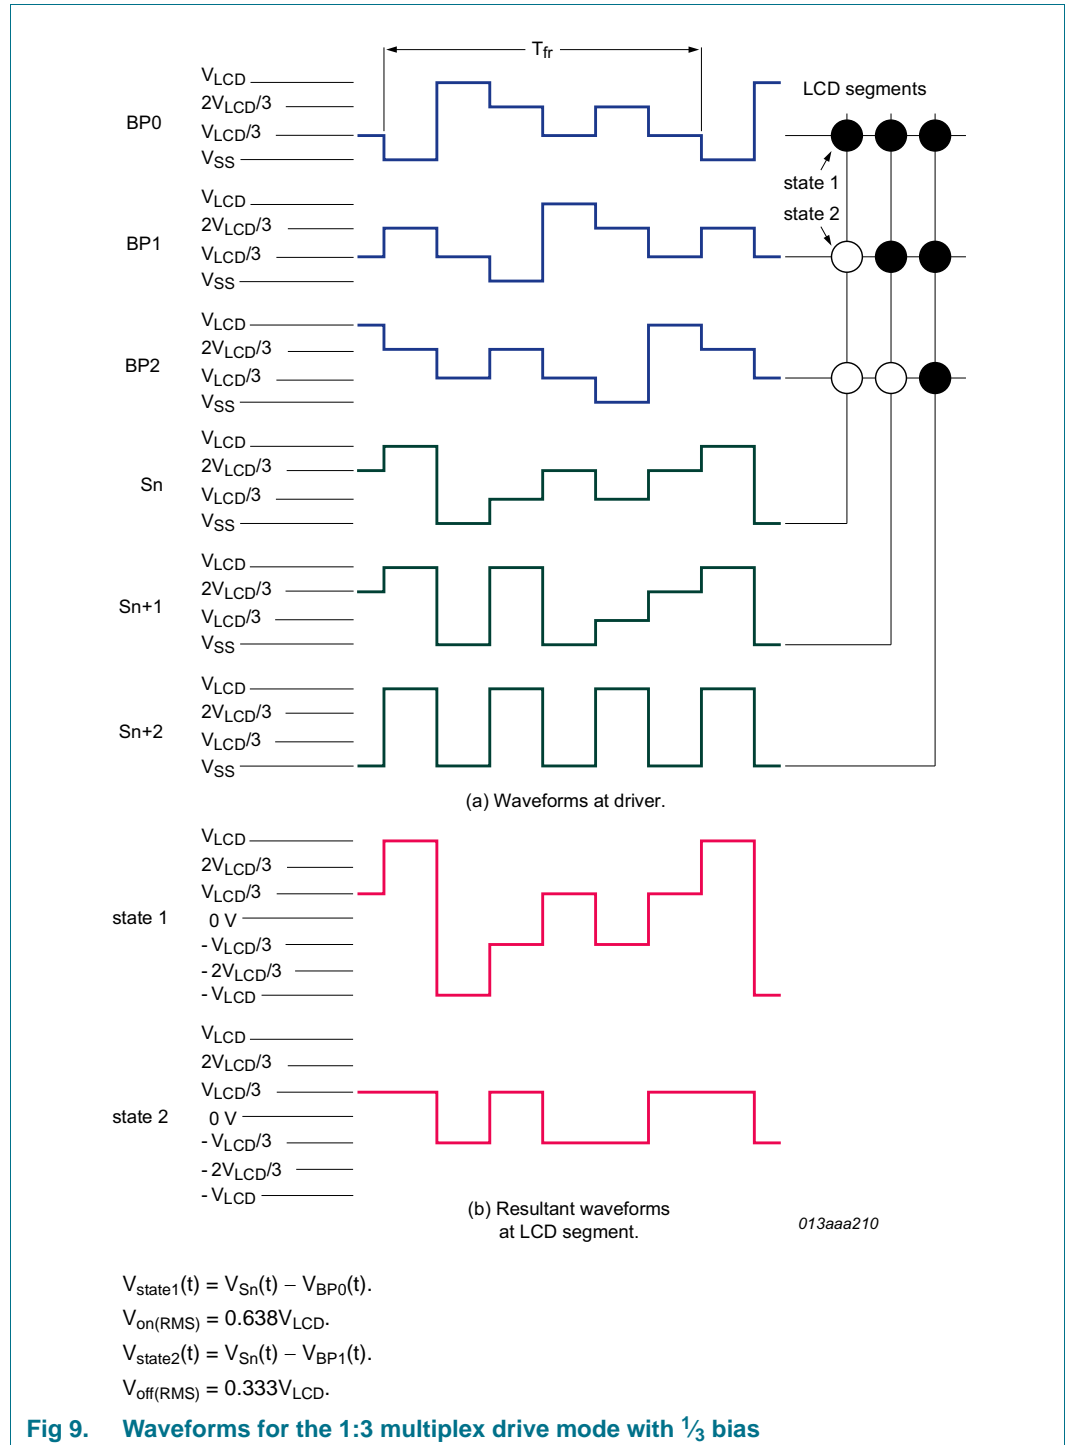 Tfr
VLCD
2VLCD/3
VLCD/3
VSS
BP0
LCD segments
state 1
state 2
VLCD
2VLCD/3
VLCD/3
VSS
BP1
VLCD
2VLCD/3
VLCD/3
VSS
BP2
VLCD
2VLCD/3
VLCD/3
VSS
Sn
VLCD
2VLCD/3
VLCD/3
VSS
Sn+1
VLCD
2VLCD/3
VLCD/3
VSS
Sn+2
(a) Waveforms at driver.
VLCD
2VLCD/3
VLCD/3
0 V
- VLCD/3
- 2VLCD/3
- VLCD
state 1
VLCD
2VLCD/3
VLCD/3
0 V
- VLCD/3
- 2VLCD/3
- VLCD
state 2
(b) Resultant waveforms
at LCD segment.
013aaa210
Vstate1(t) = VSn(t) − VBP0(t).
Von(RMS) = 0.638VLCD.
Vstate2(t) = VSn(t) − VBP1(t).
Voff(RMS) = 0.333VLCD.
Fig 9. Waveforms for the 1:3 multiplex drive mode with 1⁄3 bias